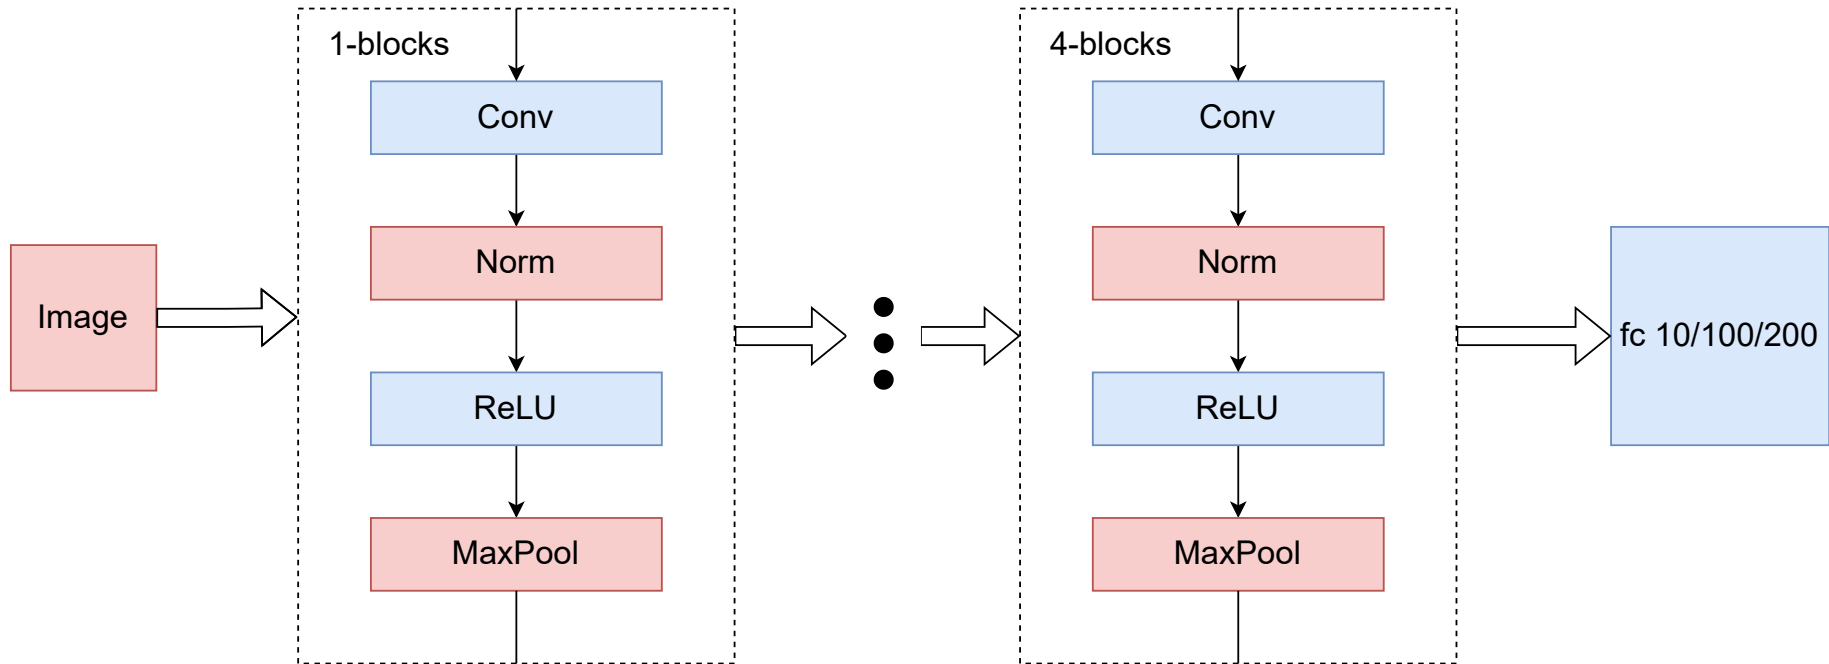 Image
1-blocks
Conv
Norm
ReLU
MaxPool
4-blocks
Conv
Norm
ReLU
MaxPool
fc 10/100/200